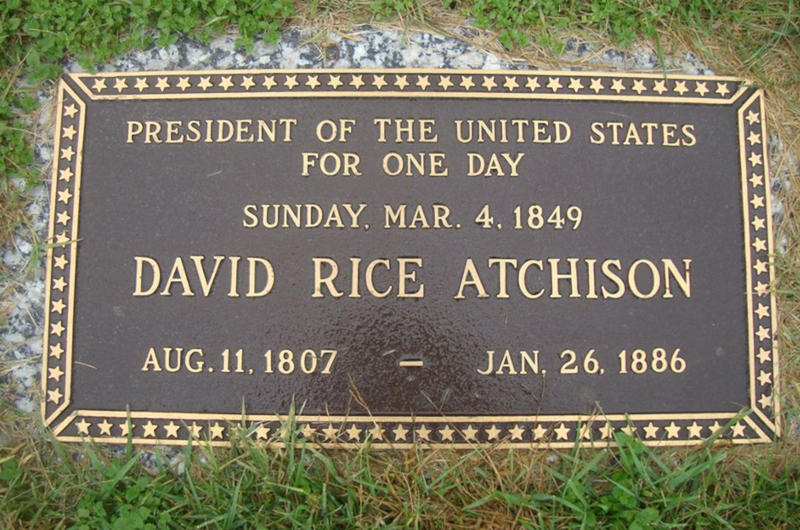 PRESIDENT OF THE UNITED STATES
FOR ONE DAY
SUNDAY, MAR. 4, 1849
DAVID RICE ATCHISON
AUG. 11, 1807 – JAN. 26, 1886